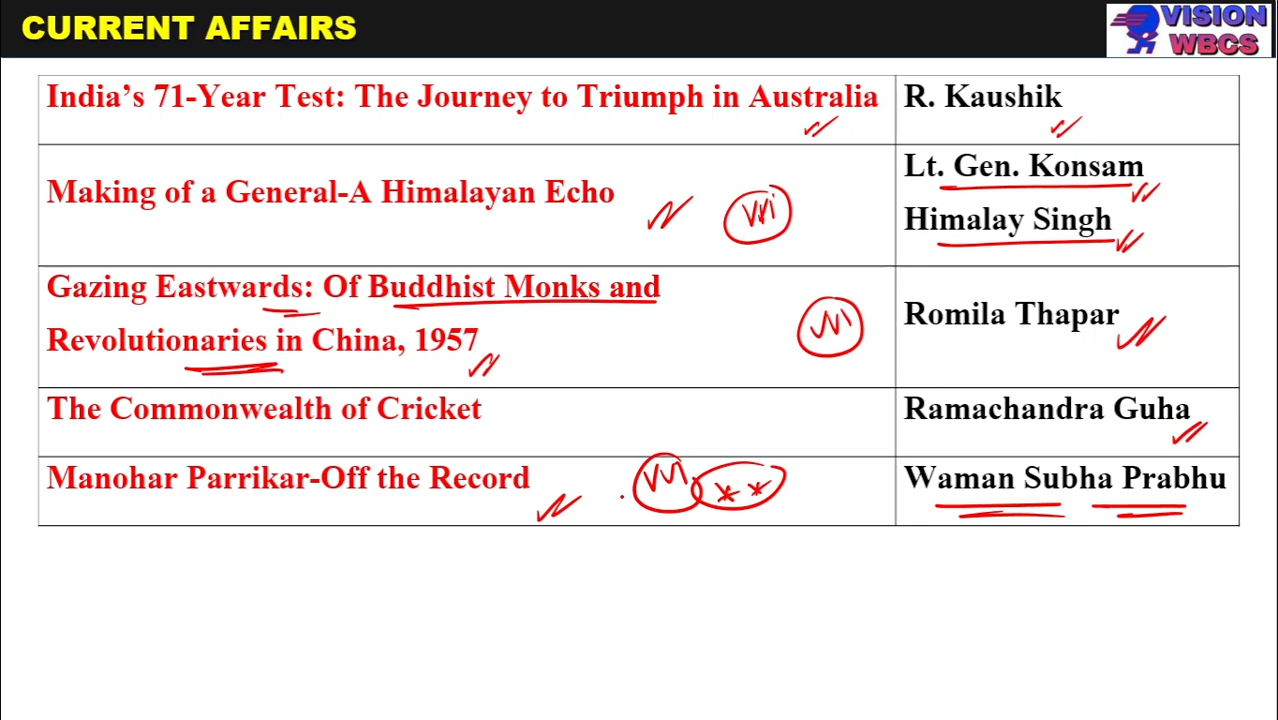 CURRENT AFFAIRS
VISION
WBCS
India's 71-Year Test: The Journey to Triumph in Australia
R. Kaushik
Making of a General-A Himalayan Echo
Lt. Gen. Konsam
Himalay Singh
Gazing Eastwards: Of Buddhist Monks and
Revolutionaries in China, 1957
Romila Thapar
The Commonwealth of Cricket
Ramachandra Guha
Manohar Parrikar-Off the Record
Waman Subha Prabhu